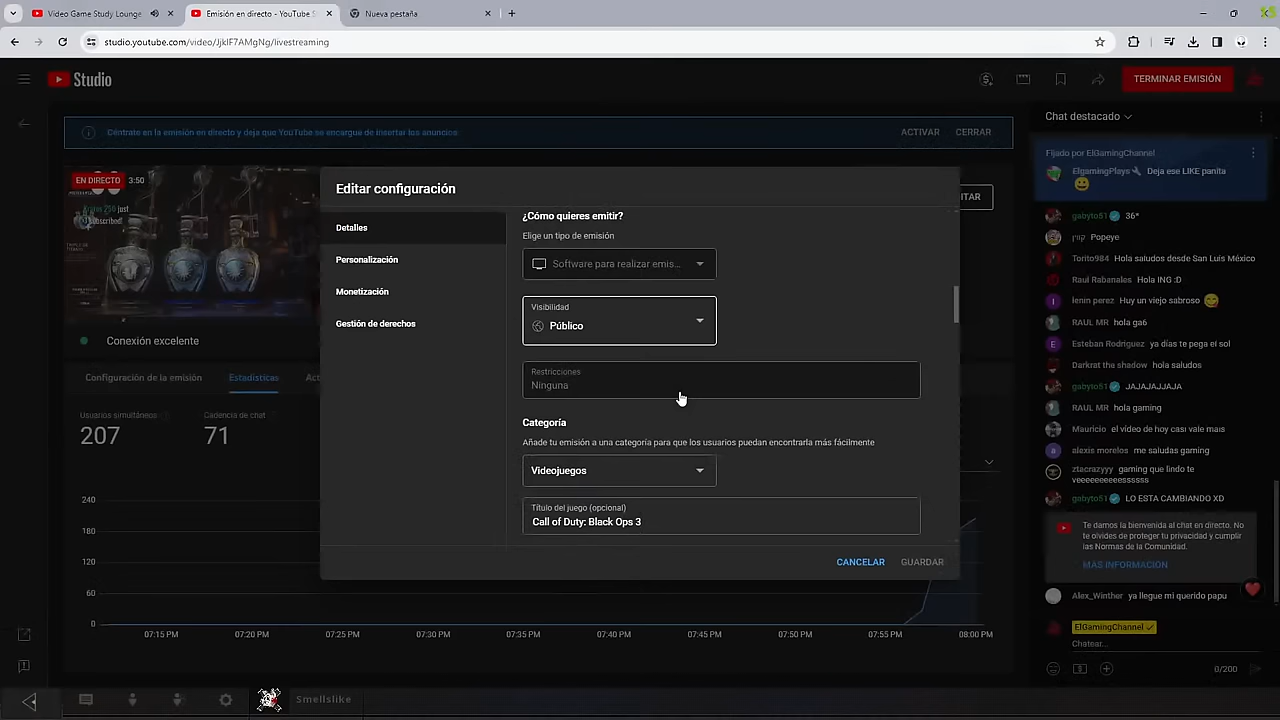 Video Game Study Lounge
Emisión en directo - YouTube S
Nueva pestaña
studio.youtube.com/video/JjkIF7AMgNg/livestreaming
Studio
TERMINAR EMISIÓN
Céntrate en la emisión en directo y deja que YouTube se encargue de insertar los anuncios
ACTIVAR
CERRAR
EN DIRECTO
3:50
just
subscribed!
Conexión excelente
Configuración de la emisión
Estadísticas
Act
Usuarios simultáneos
207
Cadencia de chat
71
240
180
120
60
0
07:15 PM
07:20 PM
07:25 PM
07:30 PM
07:35 PM
07:40 PM
07:45 PM
07:50 PM
07:55 PM
08:00 PM
ITAR
Editar configuración
Detalles
Personalización
Monetización
Gestión de derechos
¿Cómo quieres emitir?
Elige un tipo de emisión
Software para realizar emis...
Visibilidad
Público
Restricciones
Ninguna
Categoría
Añade tu emisión a una categoría para que los usuarios puedan encontrarla más fácilmente
Videojuegos
Título del juego (opcional)
Call of Duty: Black Ops 3
CANCELAR
GUARDAR
Chat destacado
Fijado por ElGamingChannel
ElgamingPlays Deja ese LIKE panita
gabyto51 36*
קווין Popeye
Torito984 Hola saludos desde San Luis México
Raul Rabanales Hola ING :D
lenin perez Huy un viejo sabroso
RAUL MR hola ga6
Esteban Rodriguez ya días te pega el sol
Darkrat the shadow hola saludos
gabyto51 JAJAJAJJAJA
RAUL MR hola gaming
Mauricio el vídeo de hoy casi vale mais
alexis morelos me saludas gaming
ztacrazyyy gaming que lindo te
veeeeeeeeeesssssss
gabyto51 LO ESTA CAMBIANDO XD
Te damos la bienvenida al chat en directo. No
te olvides de proteger tu privacidad y cumplir
las Normas de la Comunidad.
MÁS INFORMACIÓN
Alex_Winther ya llegue mi querido papu
ElGamingChannel
Chatear...
0/200
Smellslike